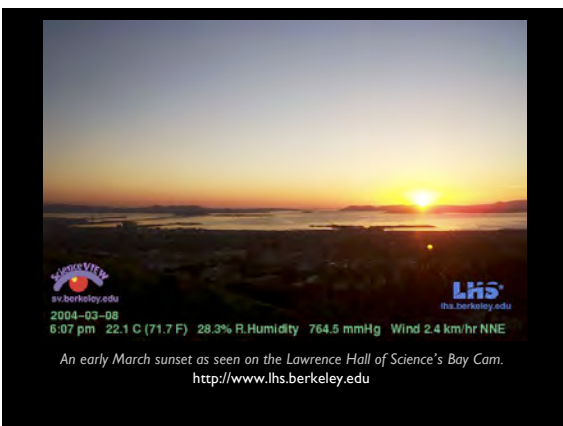 ScienceVIEW
sv.berkeley.edu
LHS
lhs.berkeley.edu
2004-03-08
6:07 pm 22.1 C (71.7 F) 28.3% R.Humidity 764.5 mmHg Wind 2.4 km/hr NNE
An early March sunset as seen on the Lawrence Hall of Science's Bay Cam.
http://www.lhs.berkeley.edu